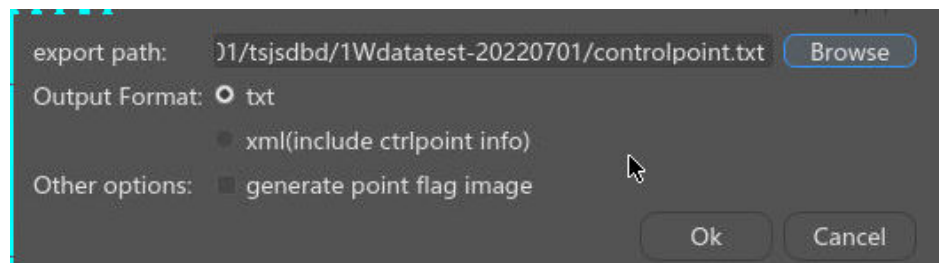 export path: 01/tsjsdbd/1Wdatatest-20220701/controlpoint.txt Browse
Output Format: txt
xml(include ctrlpoint info)
Other options: generate point flag image
Ok Cancel